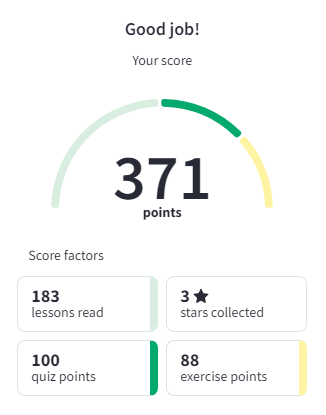 Good job!
Your score
371
points
Score factors
183
lessons read
3 ★
stars collected
100
quiz points
88
exercise points